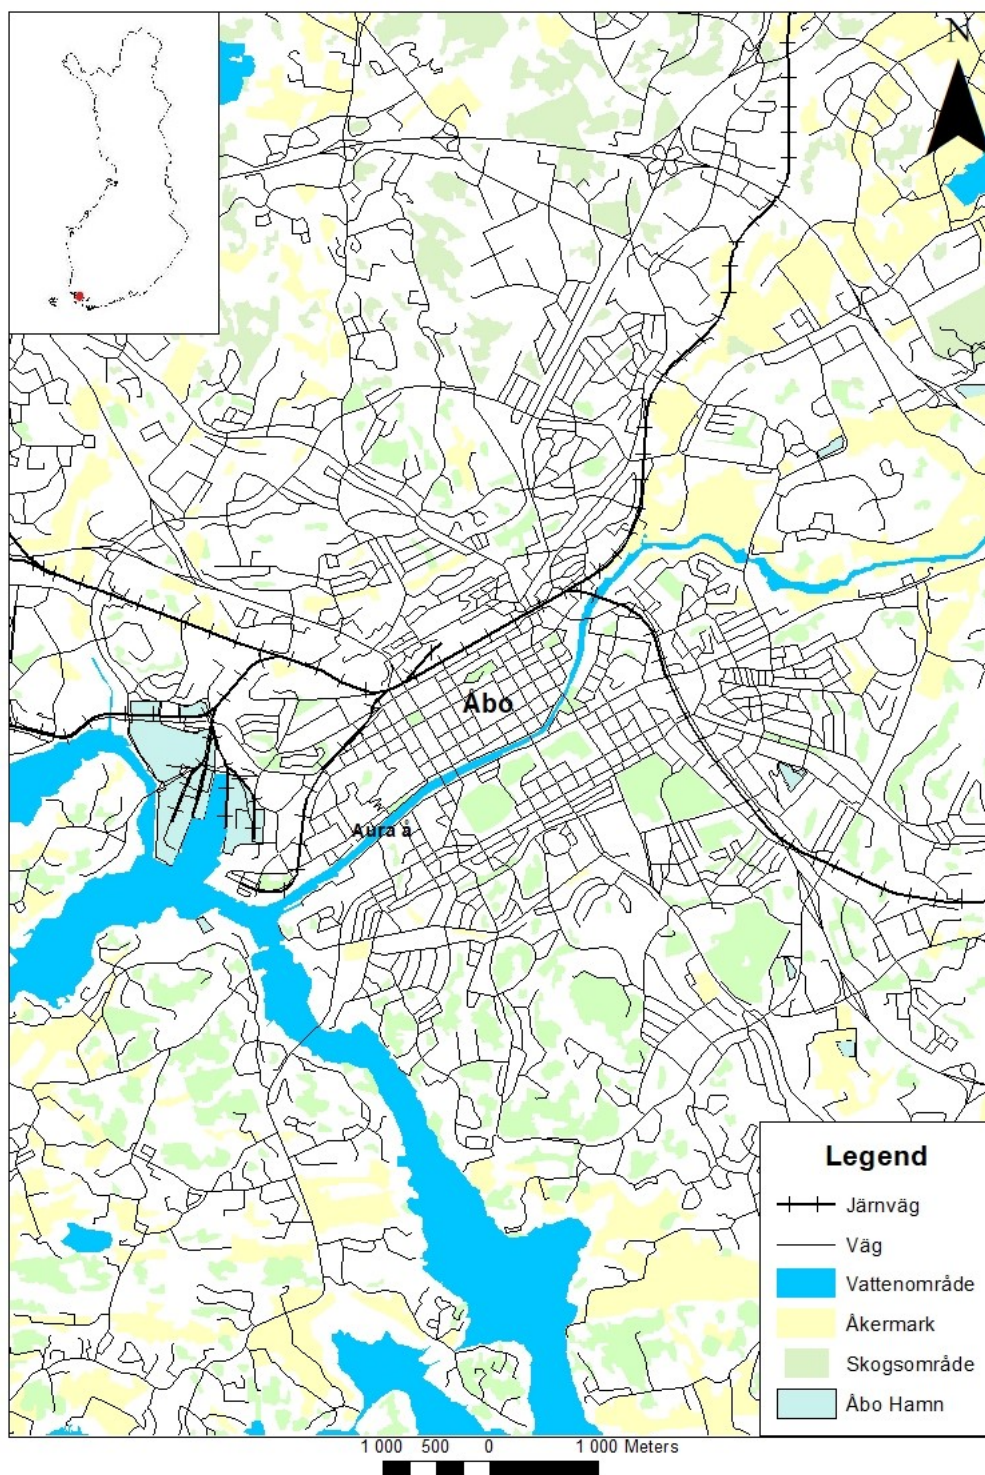 N
Åbo
Aura å
Legend
Järnväg
Väg
Vattenområde
Åkermark
Skogsområde
Åbo Hamn
1 000 500 0 1 000 Meters